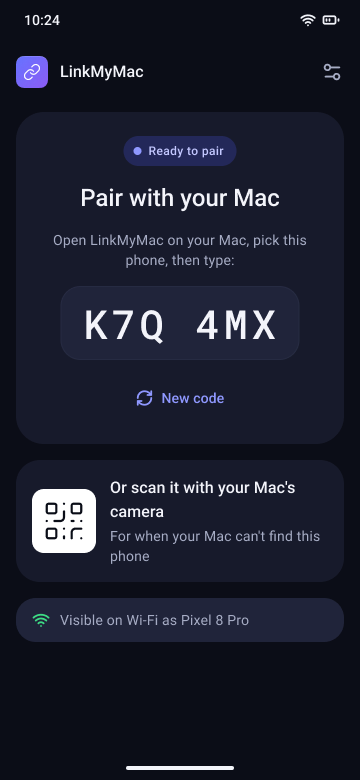 10:24
LinkMyMac
Ready to pair
Pair with your Mac
Open LinkMyMac on your Mac, pick this
phone, then type:
K7Q 4MX
New code
Or scan it with your Mac's
camera
For when your Mac can't find this
phone
Visible on Wi-Fi as Pixel 8 Pro